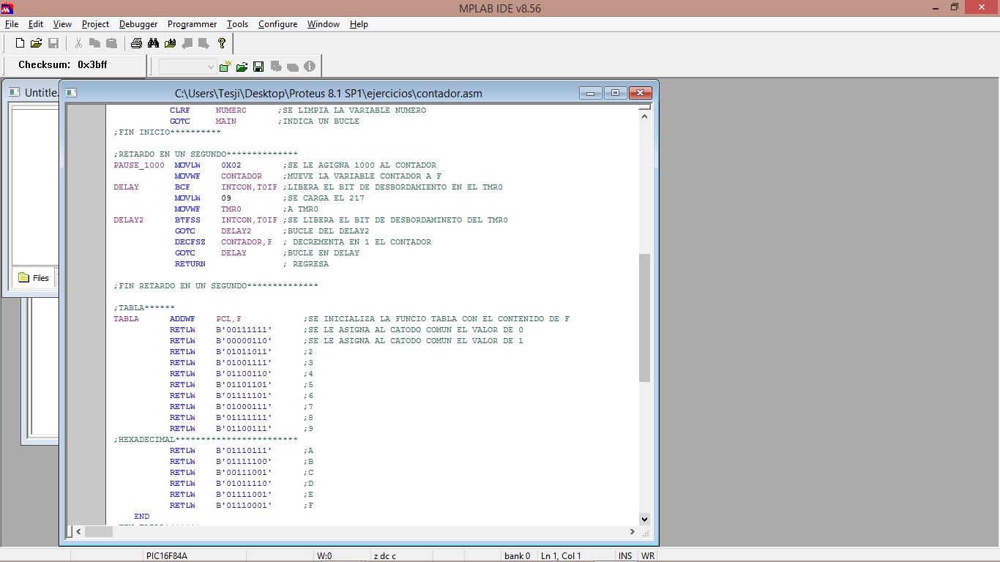 MPLAB IDE v8.56
File Edit View Project Debugger Programmer Tools Configure Window Help
Checksum: 0x3bff
Untitle.
C:\Users\Tesji\Desktop\Proteus 8.1 SP1\ejercicios\contador.asm
CLRF NUMERO ;SE LIMPIA LA VARIABLE NUMERO
GOTO MAIN ;INDICA UN BUCLE
;FIN INICIO**********
;RETARDO EN UN SEGUNDO**************
PAUSE_1000 MOVLW 0X02 ;SE LE AGIGNA 1000 AL CONTADOR
MOVWF CONTADOR ;MUEVE LA VARIABLE CONTADOR A F
DELAY BCF INTCON,T0IF ;LIBERA EL BIT DE DESBORDAMIENTO EN EL TMR0
MOVLW 09 ;SE CARGA EL 217
MOVWF TMR0 ;A TMR0
DELAY2 BTFSS INTCON,T0IF ;SE LIBERA EL BIT DE DESBORDAMINETO DEL TMR0
GOTO DELAY2 ;BUCLE DEL DELAY2
DECFSZ CONTADOR,F ; DECREMENTA EN 1 EL CONTADOR
GOTO DELAY ;BUCLE EN DELAY
RETURN ; REGRESA
;FIN RETARDO EN UN SEGUNDO**************
;TABLA******
TABLA ADDWF PCL,F ;SE INICIALIZA LA FUNCIO TABLA CON EL CONTENIDO DE F
RETLW B'00111111' ;SE LE ASIGNA AL CATODO COMUN EL VALOR DE 0
RETLW B'00000110' ;SE LE ASIGNA AL CATODO COMUN EL VALOR DE 1
RETLW B'01011011' ;2
RETLW B'01001111' ;3
RETLW B'01100110' ;4
RETLW B'01101101' ;5
RETLW B'01111101' ;6
RETLW B'01000111' ;7
RETLW B'01111111' ;8
RETLW B'01100111' ;9
;HEXADECIMAL************************
RETLW B'01110111' ;A
RETLW B'01111100' ;B
RETLW B'00111001' ;C
RETLW B'01011110' ;D
RETLW B'01111001' ;E
RETLW B'01110001' ;F
END
Files
PIC16F84A W:0 z dc c bank 0 Ln 1, Col 1 INS WR